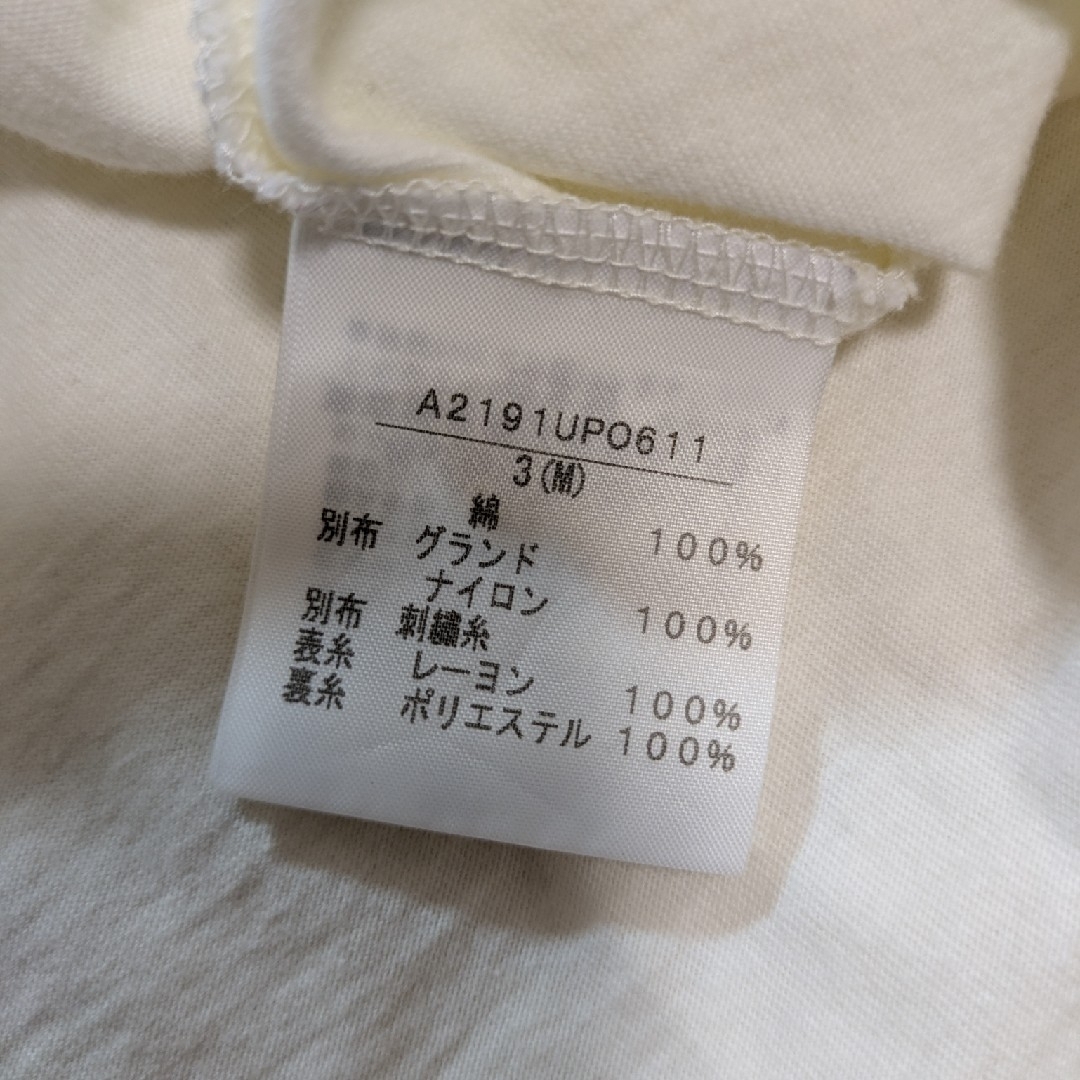 A2191UPO611
3(M)
綿 100%
別布 グランド
ナイロン 100%
別布 刺繍糸
表糸 レーヨン 100%
裏糸 ポリエステル 100%